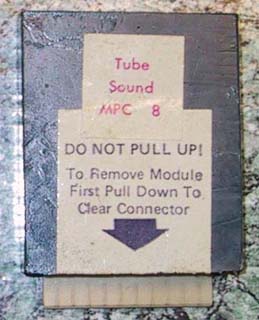 Tube
Sound
MPC 8
DO NOT PULL UP!
To Remove Module
First Pull Down To
Clear Connector